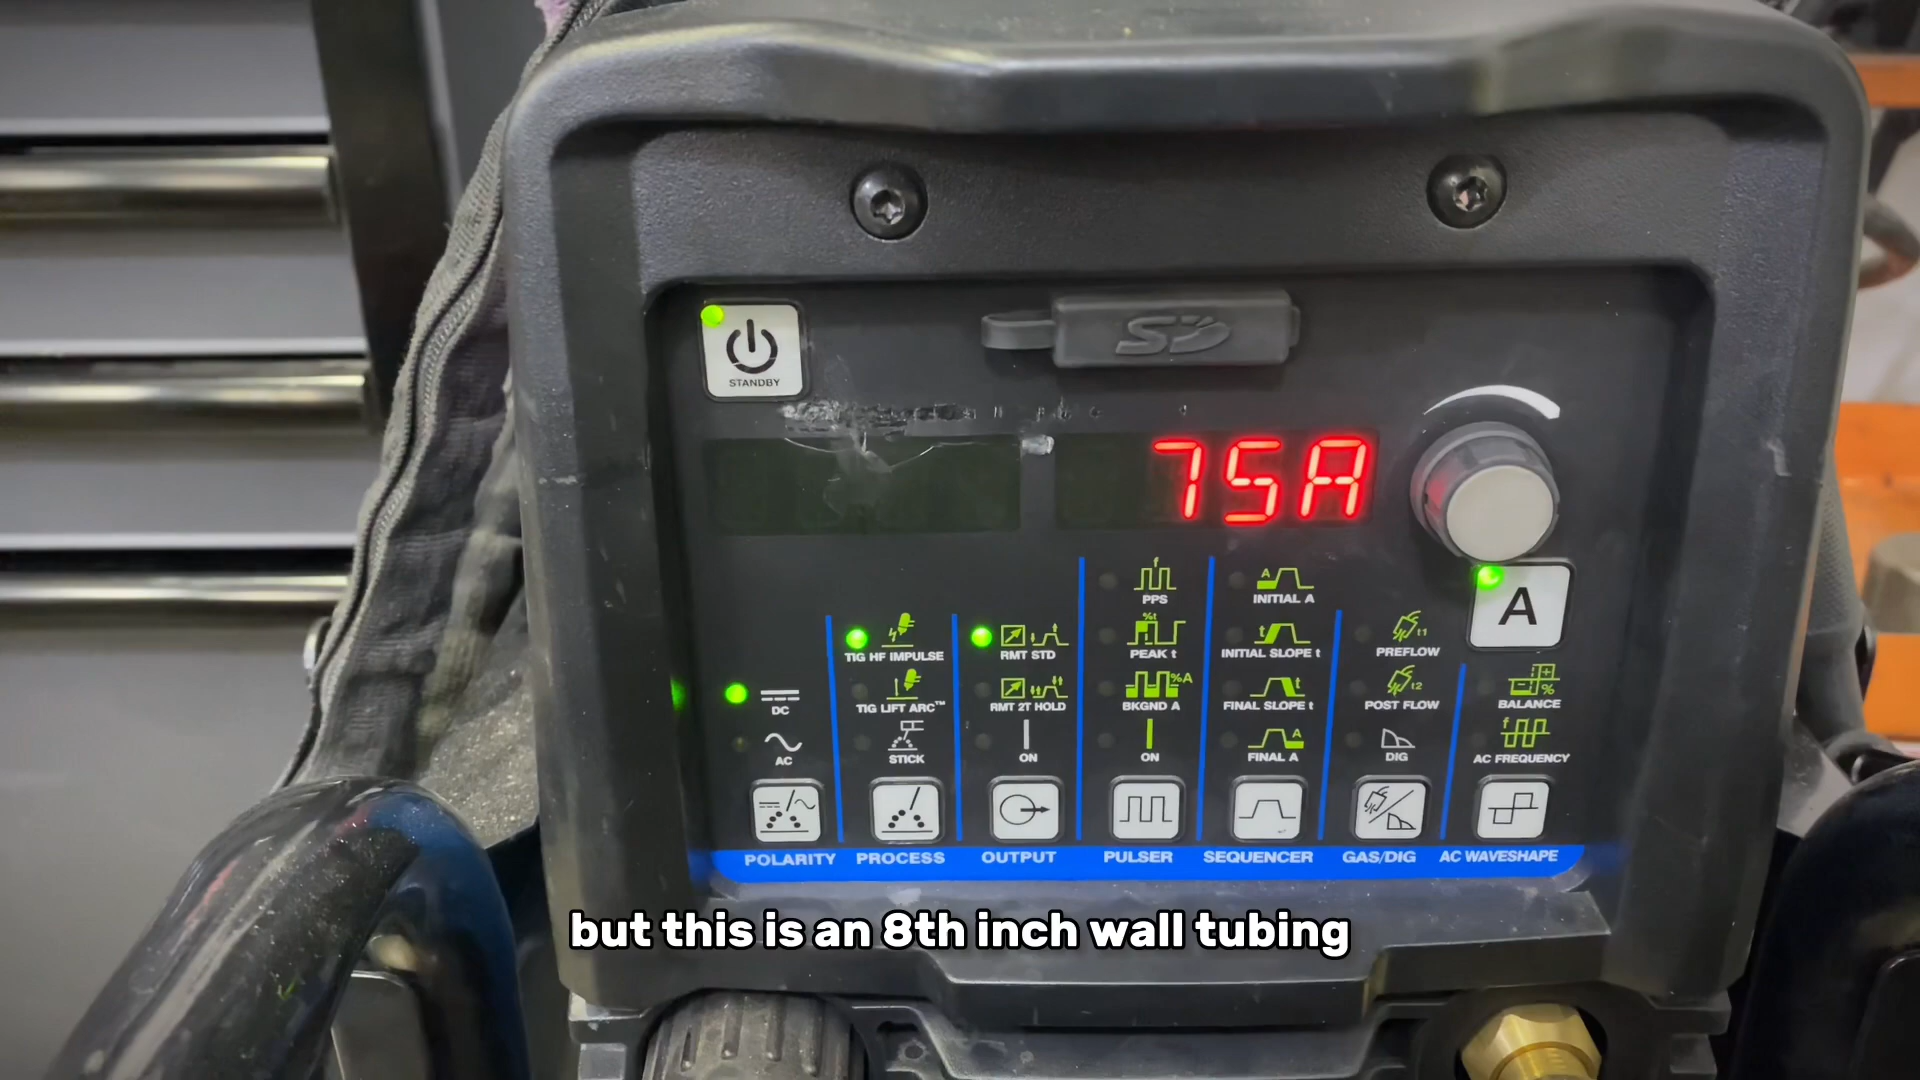 SD
STANDBY
75A
A
PPS
%t
PEAK t
%A
BKGND A
ON
A
INITIAL A
t
INITIAL SLOPE t
t
FINAL SLOPE t
A
FINAL A
TIG HF IMPULSE
TIG LIFT ARC™
STICK
RMT STD
RMT 2T HOLD
ON
t1
PREFLOW
t2
POST FLOW
DIG
%
BALANCE
f
AC FREQUENCY
DC
AC
POLARITY PROCESS OUTPUT PULSER SEQUENCER GAS/DIG AC WAVESHAPE
but this is an 8th inch wall tubing